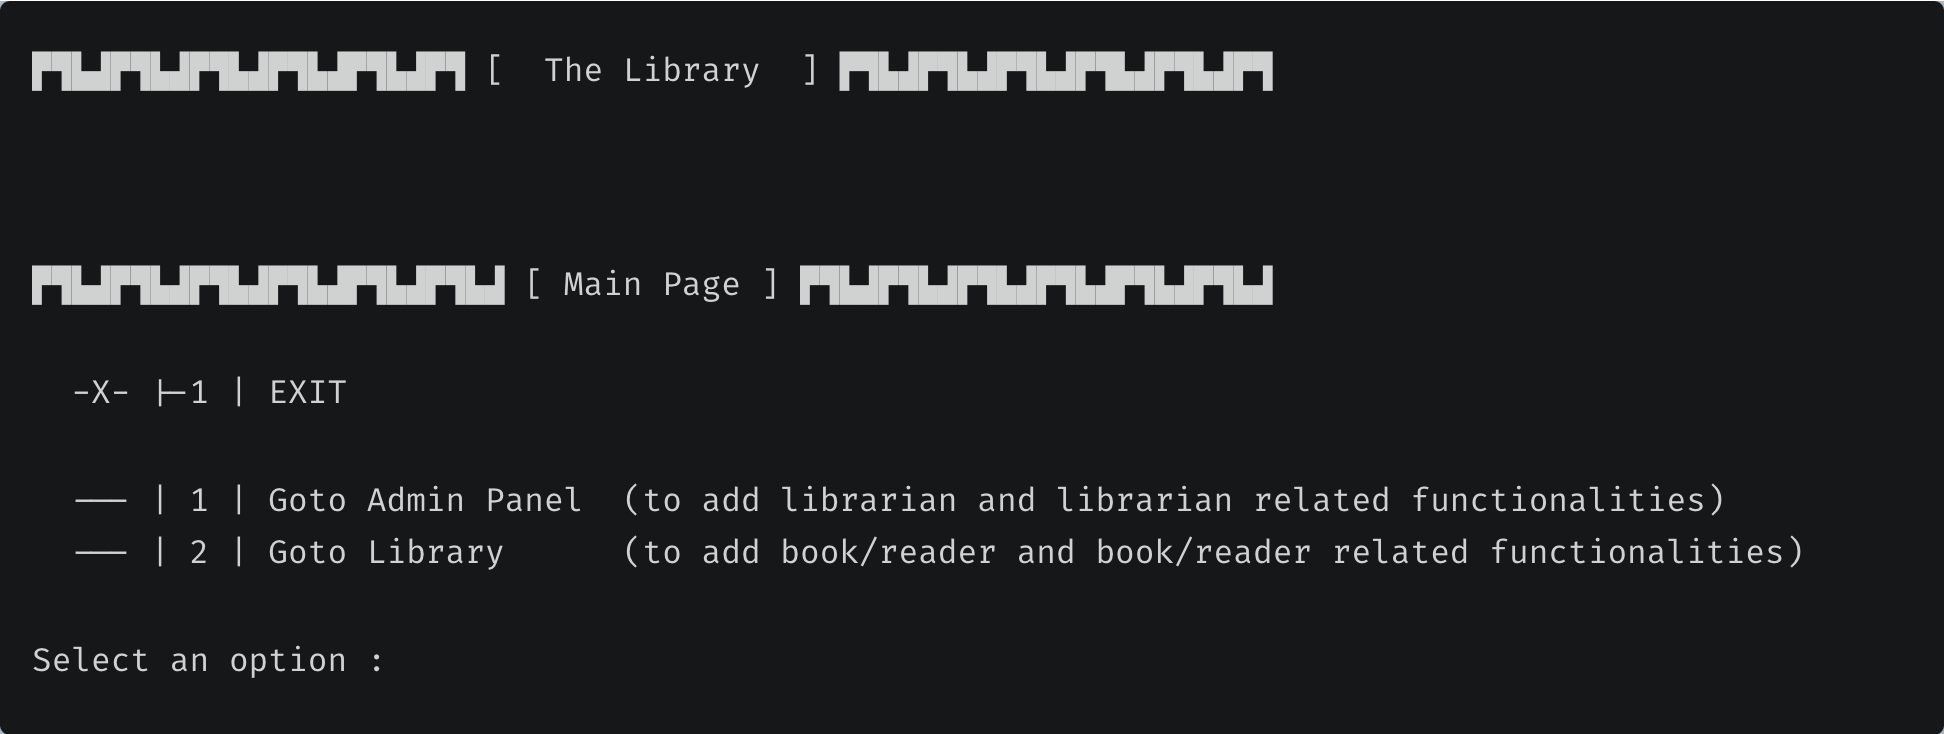 [  The Library  ]
[ Main Page ]
-X- |-1 | EXIT
--- | 1 | Goto Admin Panel  (to add librarian and librarian related functionalities)
--- | 2 | Goto Library      (to add book/reader and book/reader related functionalities)
Select an option :